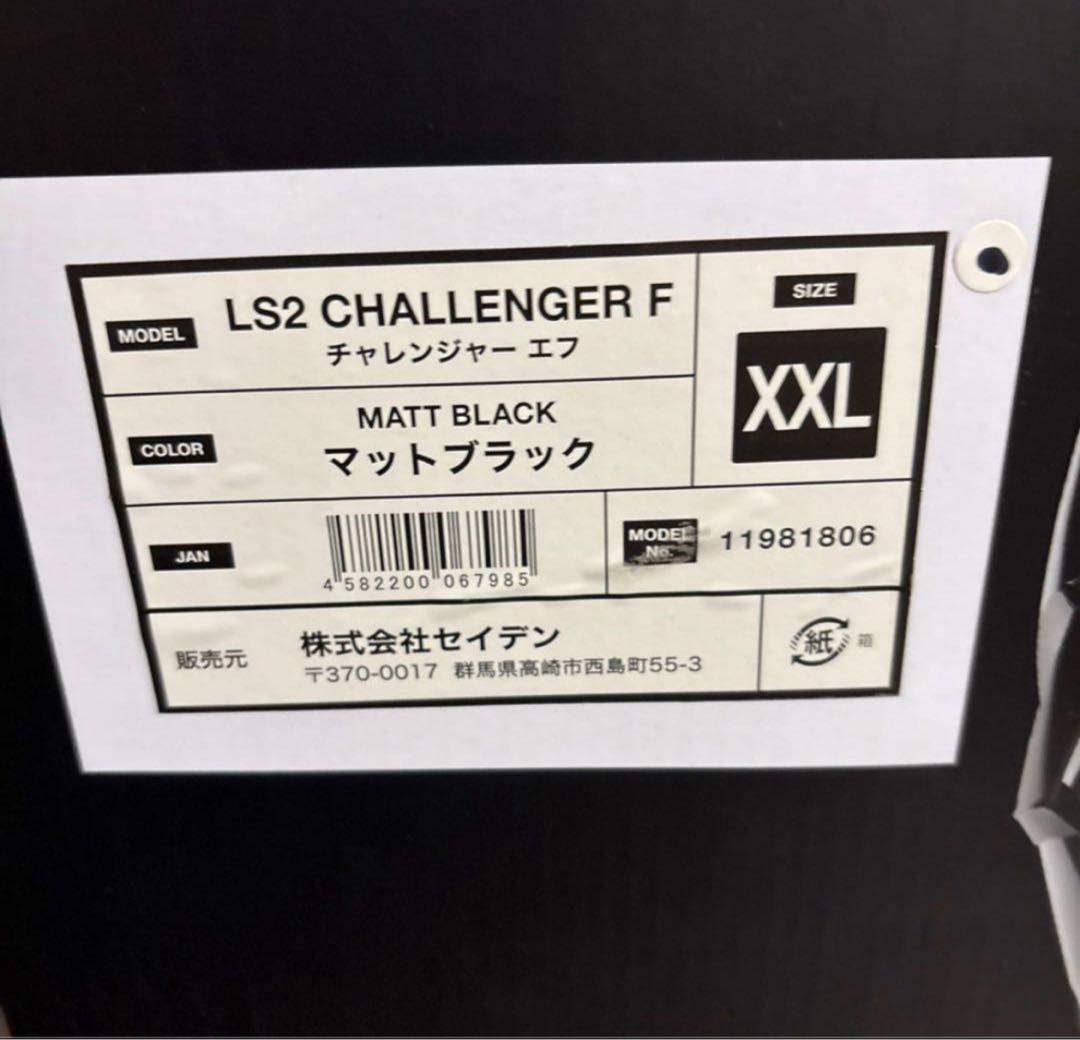 MODEL
LS2 CHALLENGER F
チャレンジャー エフ
SIZE
XXL
COLOR
MATT BLACK
マットブラック
JAN
4 582200 067985
MODEL No.
11981806
販売元
株式会社セイデン
〒370-0017 群馬県高崎市西島町55-3
紙 箱